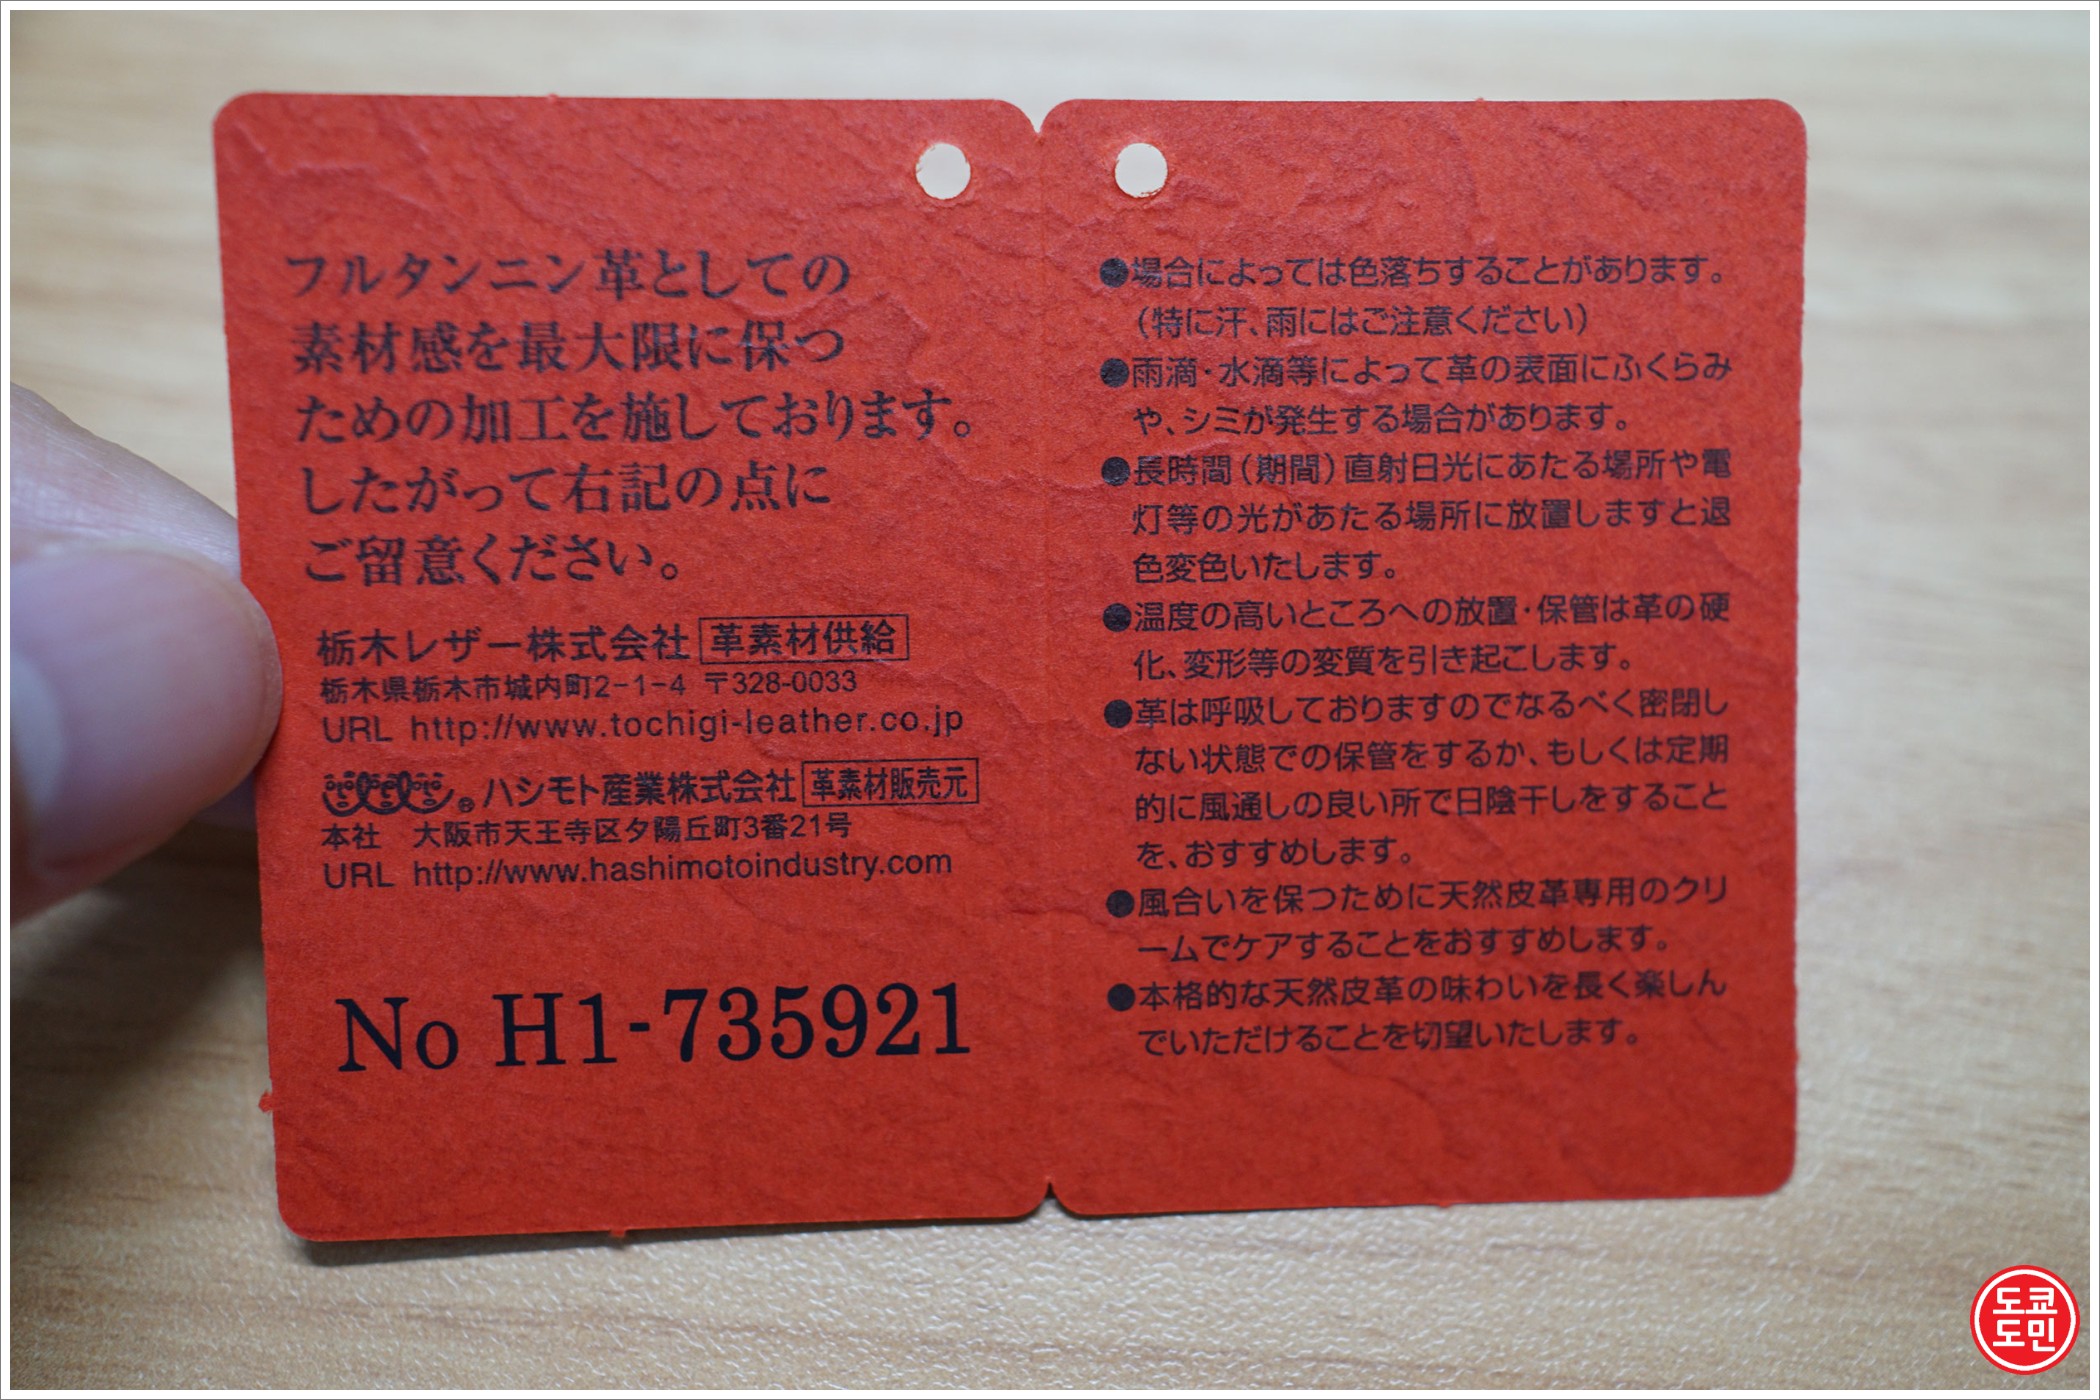 フルタンニン革としての
素材感を最大限に保つ
ための加工を施しております。
したがって右記の点に
ご留意ください。
栃木レザー株式会社 革素材供給
栃木県栃木市城内町2-1-4 〒328-0033
URL http://www.tochigi-leather.co.jp
® ハシモト産業株式会社 革素材販売元
本社 大阪市天王寺区夕陽丘町3番21号
URL http://www.hashimotoindustry.com
No H1-735921
●場合によっては色落ちすることがあります。
(特に汗、雨にはご注意ください)
●雨滴・水滴等によって革の表面にふくらみ
や、シミが発生する場合があります。
●長時間(期間)直射日光にあたる場所や電
灯等の光があたる場所に放置しますと退
色変色いたします。
●温度の高いところへの放置・保管は革の硬
化、変形等の変質を引き起こします。
●革は呼吸しておりますのでなるべく密閉し
ない状態での保管をするか、もしくは定期
的に風通しの良い所で日陰干しをすること
を、おすすめします。
●風合いを保つために天然皮革専用のクリ
ームでケアすることをおすすめします。
●本格的な天然皮革の味わいを長く楽しん
でいただけることを切望いたします。
도쿄
도민